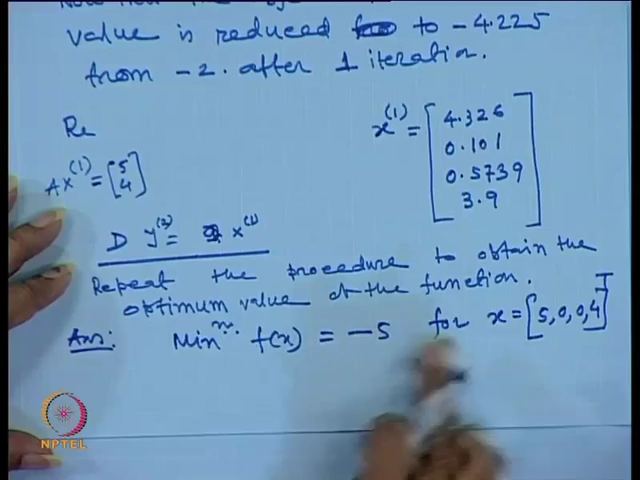 value is reduced to -4.225
from -2. after 1 iteration.
Re
x^(1) = [4.326 0.101 0.5739 3.9]
AX^(1) = [5 4]
D y^(2) = x^(1)
Repeat the procedure to obtain the
optimum value of the function.
Ans: Min^m. f(x) = -5 for x = [5,0,0,4]^T
NPTEL